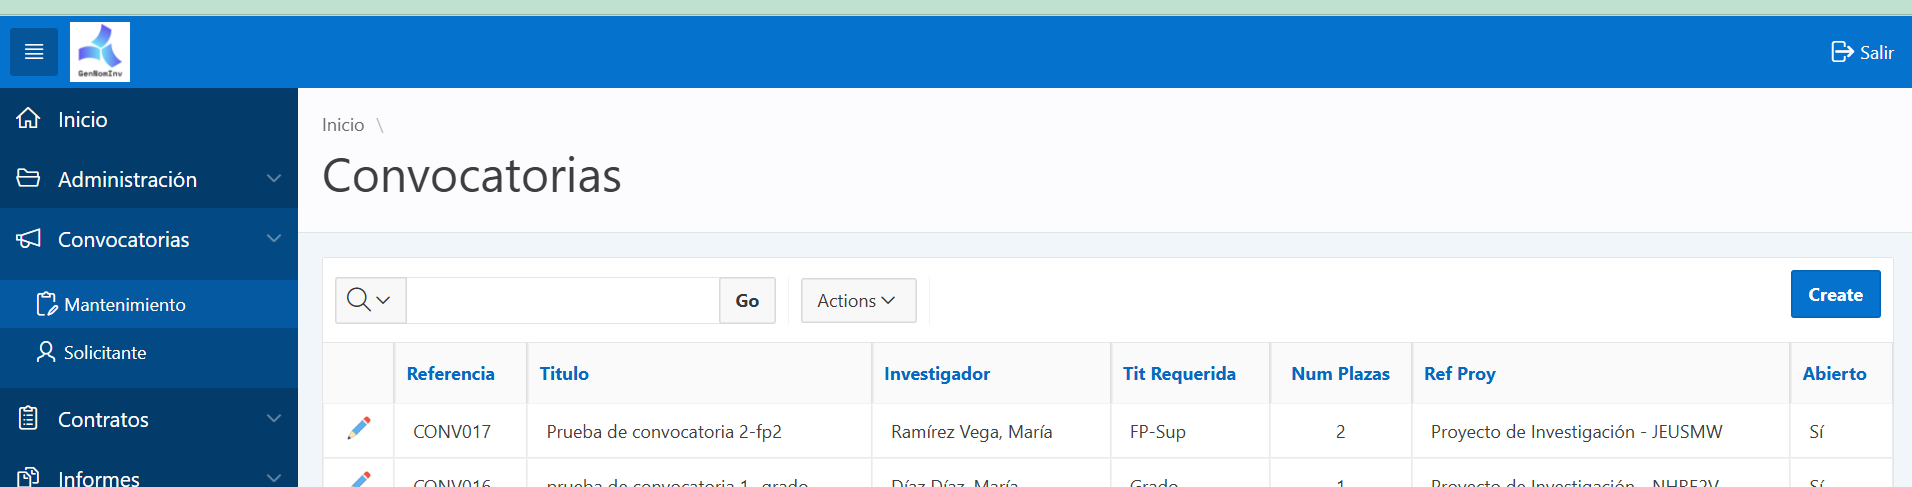 GenNomInv
Salir
Inicio
Administración
Convocatorias
Mantenimiento
Solicitante
Contratos
Informes
Inicio \
Convocatorias
Go
Actions
Create
Referencia Titulo Investigador Tit Requerida Num Plazas Ref Proy Abierto
CONV017 Prueba de convocatoria 2-fp2 Ramírez Vega, María FP-Sup 2 Proyecto de Investigación - JEUSMW Sí
CONV016 prueba de convocatoria 1- grado Díaz Díaz, María Grado 1 Proyecto de Investigación - Sí